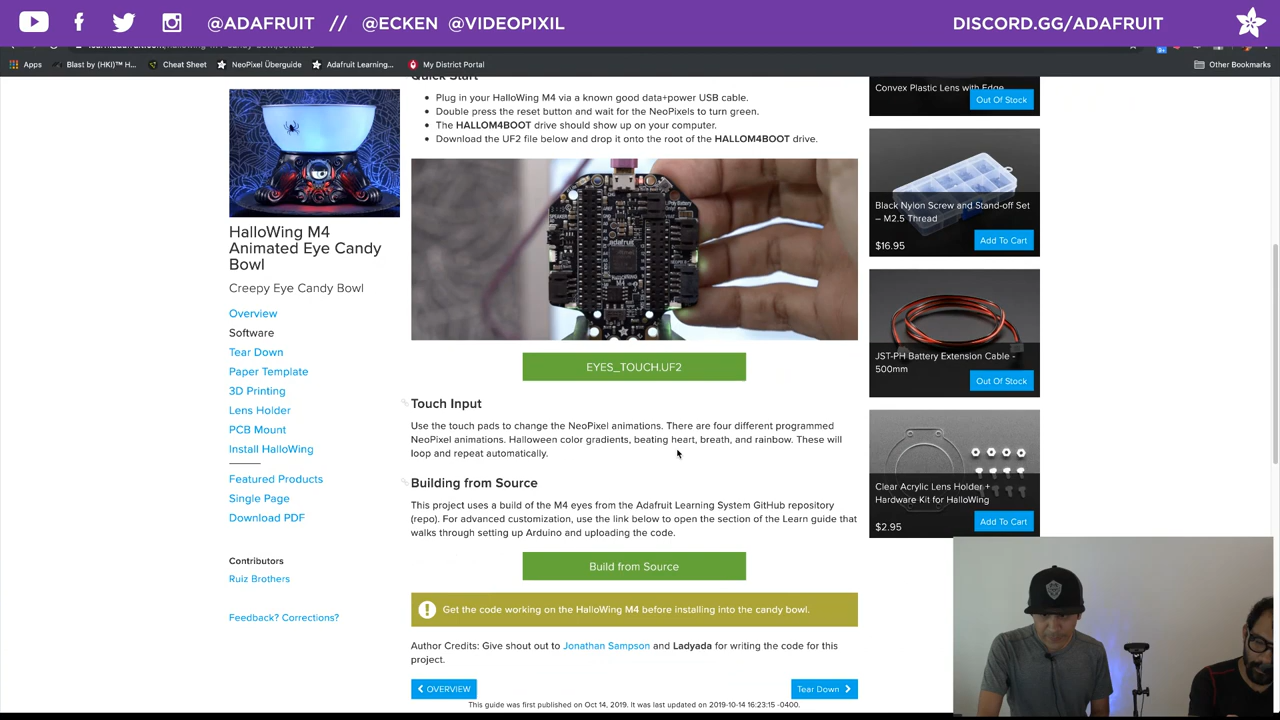 @ADAFRUIT // @ECKEN @VIDEOPIXIL
DISCORD.GG/ADAFRUIT
Apps
Blast by (HKI)™ H...
Cheat Sheet
NeoPixel Überguide
Adafruit Learning...
My District Portal
Other Bookmarks
HalloWing M4
Animated Eye Candy
Bowl
Creepy Eye Candy Bowl
Overview
Software
Tear Down
Paper Template
3D Printing
Lens Holder
PCB Mount
Install HalloWing
Featured Products
Single Page
Download PDF
Contributors
Ruiz Brothers
Feedback? Corrections?
Quick Start
Plug in your HalloWing M4 via a known good data+power USB cable.
Double press the reset button and wait for the NeoPixels to turn green.
The HALLOM4BOOT drive should show up on your computer.
Download the UF2 file below and drop it onto the root of the HALLOM4BOOT drive.
adafruit
EYES_TOUCH.UF2
Touch Input
Use the touch pads to change the NeoPixel animations. There are four different programmed
NeoPixel animations. Halloween color gradients, beating heart, breath, and rainbow. These will
loop and repeat automatically.
Building from Source
This project uses a build of the M4 eyes from the Adafruit Learning System GitHub repository
(repo). For advanced customization, use the link below to open the section of the Learn guide that
walks through setting up Arduino and uploading the code.
Build from Source
Get the code working on the HalloWing M4 before installing into the candy bowl.
Author Credits: Give shout out to Jonathan Sampson and Ladyada for writing the code for this
project.
OVERVIEW
Tear Down
This guide was first published on Oct 14, 2019. It was last updated on 2019-10-14 16:23:15 -0400.
Convex Plastic Lens with Edge
Out Of Stock
Black Nylon Screw and Stand-off Set
– M2.5 Thread
$16.95
Add To Cart
JST-PH Battery Extension Cable -
500mm
Out Of Stock
Clear Acrylic Lens Holder +
Hardware Kit for HalloWing
$2.95
Add To Cart